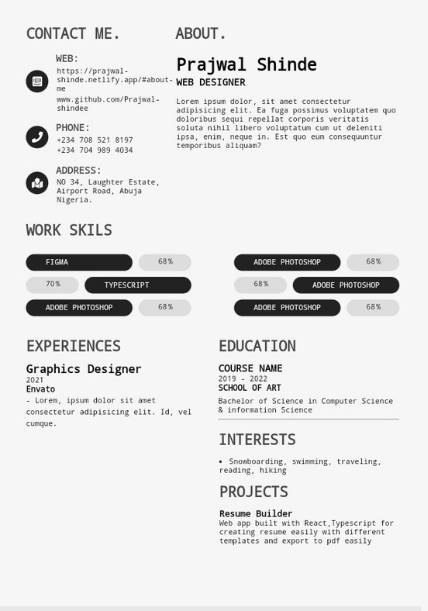 CONTACT ME.
WEB:
https://prajwal-
shinde.netlify.app/#about-
me
www.github.com/Prajwal-
shindee
PHONE:
+234 708 521 8197
+234 704 989 4034
ADDRESS:
NO 34, Laughter Estate,
Airport Road, Abuja
Nigeria.
ABOUT.
Prajwal Shinde
WEB DESIGNER
Lorem ipsum dolor, sit amet consectetur
adipisicing elit. Ea fuga possimus voluptatem quo
doloribus sequi repellat corporis veritatis
soluta nihil libero voluptatum cum ut deleniti
ipsa, enim, neque in. Est quo eum consequuntur
temporibus aliquam?
WORK SKILS
FIGMA 68%
70% TYPESCRIPT
ADOBE PHOTOSHOP 68%
ADOBE PHOTOSHOP 68%
68% ADOBE PHOTOSHOP
ADOBE PHOTOSHOP 68%
EXPERIENCES
Graphics Designer
2021
Envato
- Lorem, ipsum dolor sit amet
consectetur adipisicing elit. Id, vel
cumque.
EDUCATION
COURSE NAME
2019 - 2022
SCHOOL OF ART
Bachelor of Science in Computer Science
& information Science
INTERESTS
• Snowboarding, swimming, traveling,
reading, hiking
PROJECTS
Resume Builder
Web app built with React,Typescript for
creating resume easily with different
templates and export to pdf easily